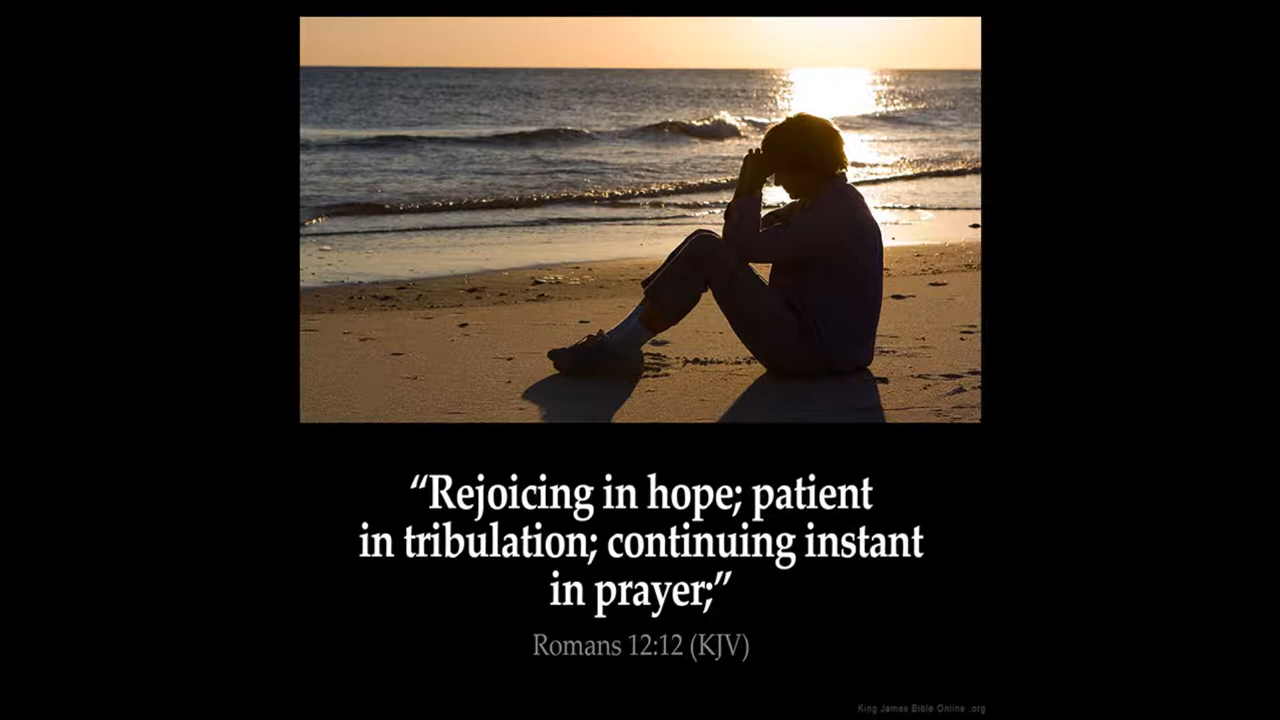 “Rejoicing in hope; patient
in tribulation; continuing instant
in prayer;”
Romans 12:12 (KJV)
King James Bible Online .org